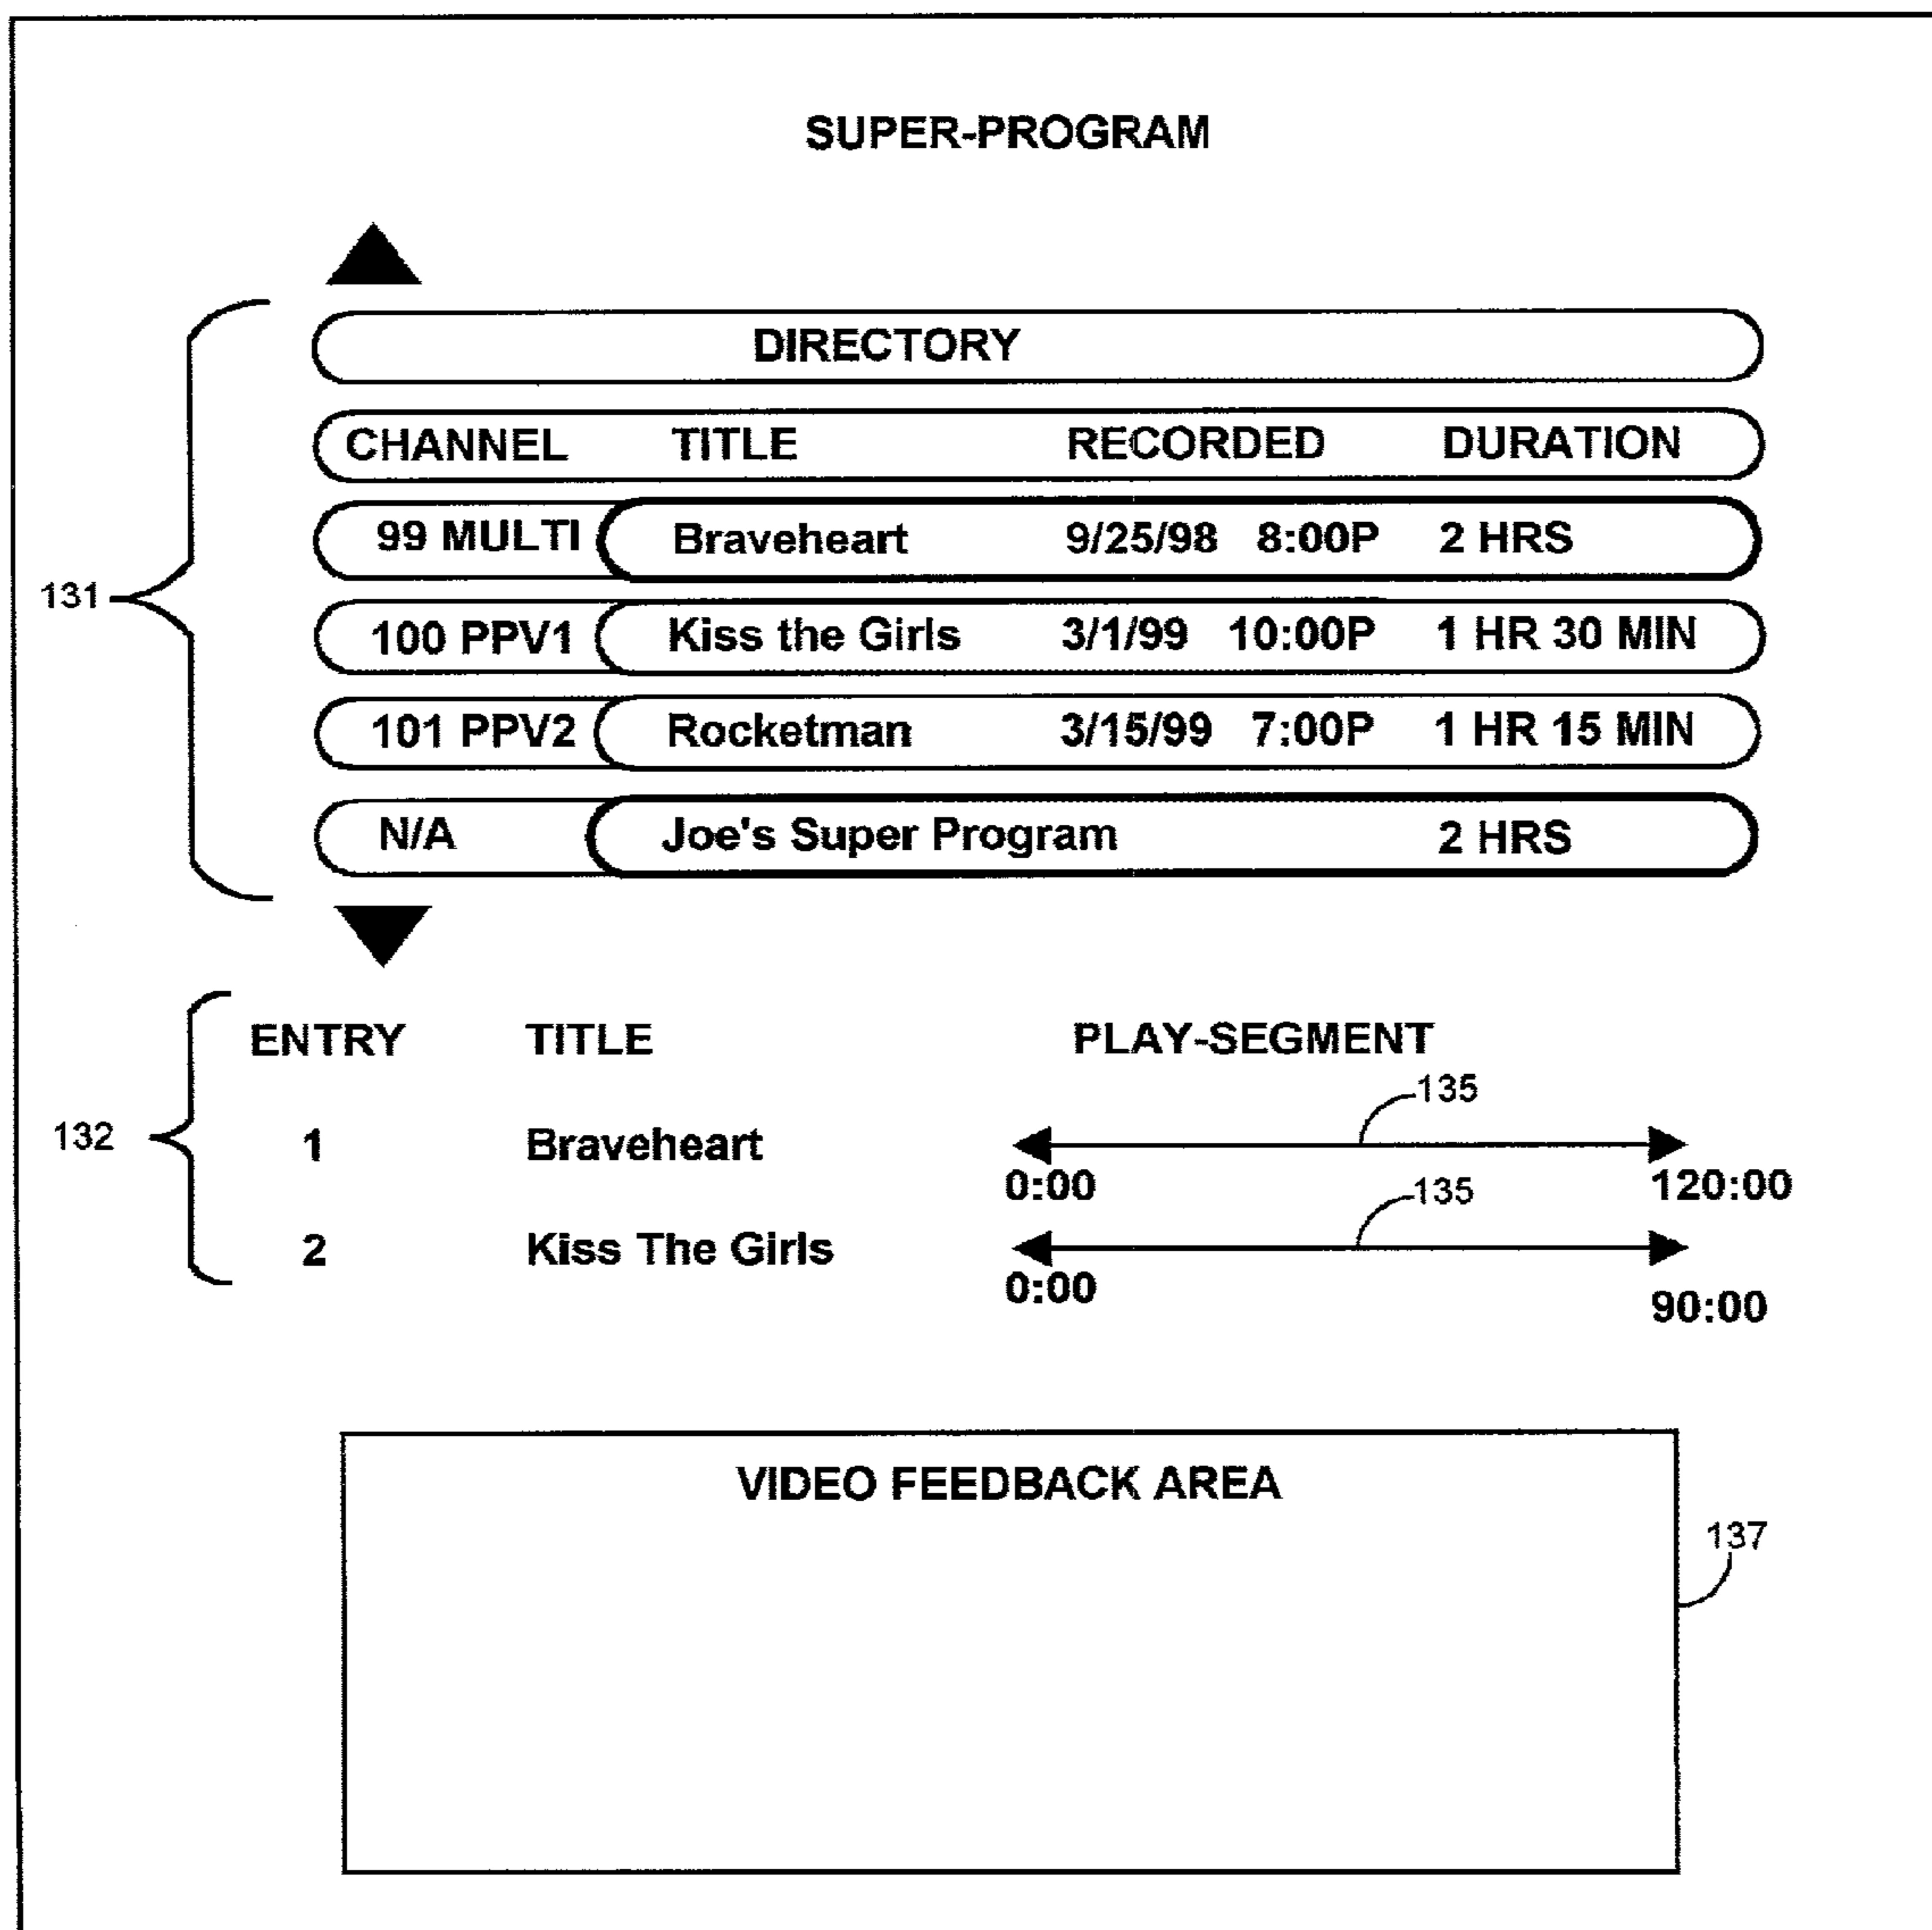 SUPER-PROGRAM
DIRECTORY
CHANNEL TITLE RECORDED DURATION
99 MULTI Braveheart 9/25/98 8:00P 2 HRS
131
100 PPV1 Kiss the Girls 3/1/99 10:00P 1 HR 30 MIN
101 PPV2 Rocketman 3/15/99 7:00P 1 HR 15 MIN
N/A Joe's Super Program 2 HRS
ENTRY TITLE PLAY-SEGMENT
135
132
1 Braveheart
0:00 120:00
135
2 Kiss The Girls
0:00 90:00
VIDEO FEEDBACK AREA
137